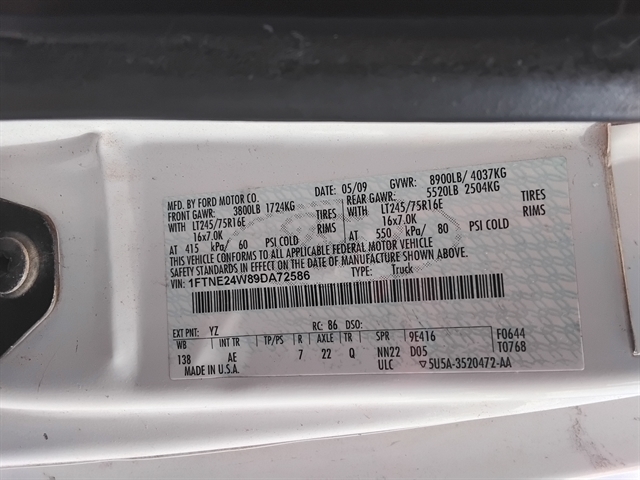 MFD. BY FORD MOTOR CO. DATE: 05/09 GVWR: 8900LB/ 4037KG
FRONT GAWR: 3800LB 1724KG REAR GAWR: 5520LB 2504KG
WITH LT245/75R16E TIRES WITH LT245/75R16E TIRES
16x7.0K RIMS 16x7.0K RIMS
AT 415 kPa/ 60 PSI COLD AT 550 kPa/ 80 PSI COLD
THIS VEHICLE CONFORMS TO ALL APPLICABLE FEDERAL MOTOR VEHICLE
SAFETY STANDARDS IN EFFECT ON THE DATE OF MANUFACTURE SHOWN ABOVE.
VIN: 1FTNE24W89DA72586 TYPE: Truck
EXT PNT: YZ RC: 86 DSO:
WB INT TR TP/PS R AXLE TR SPR 9E416 F0644
138 AE 7 22 Q NN22 D05 T0768
MADE IN U.S.A. ULC ▽5U5A-3520472-AA